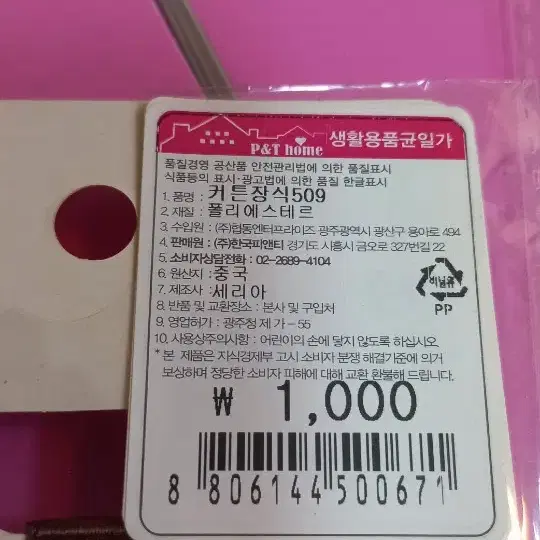 P&T home 생활용품균일가
품질경영 공산품 안전관리법에 의한 품질표시
식품등의 표시·광고법에 의한 품질 한글표시
1. 품명 : 커튼장식509
2. 재질 : 폴리에스테르
3. 수입원 : (주)협동엔터프라이즈 광주광역시 광산구 용아로 494
4. 판매원 : (주)한국피앤티 경기도 시흥시 금오로 327번길 22
5. 소비자상담전화 : 02-2689-4104
6. 원산지 : 중국
7. 제조사 : 세리아
8. 반품 및 교환장소 : 본사 및 구입처
9. 영업허가 : 광주청 제 가-55
10. 사용상주의사항 : 어린이의 손에 닿지 않도록 하십시오.
* 본 제품은 지식경제부 고시 소비자 분쟁 해결기준에 의거
보상하며 정당한 소비자 피해에 대해 교환 환불해 드립니다.
비닐류
PP
₩ 1,000
8 806144 500671